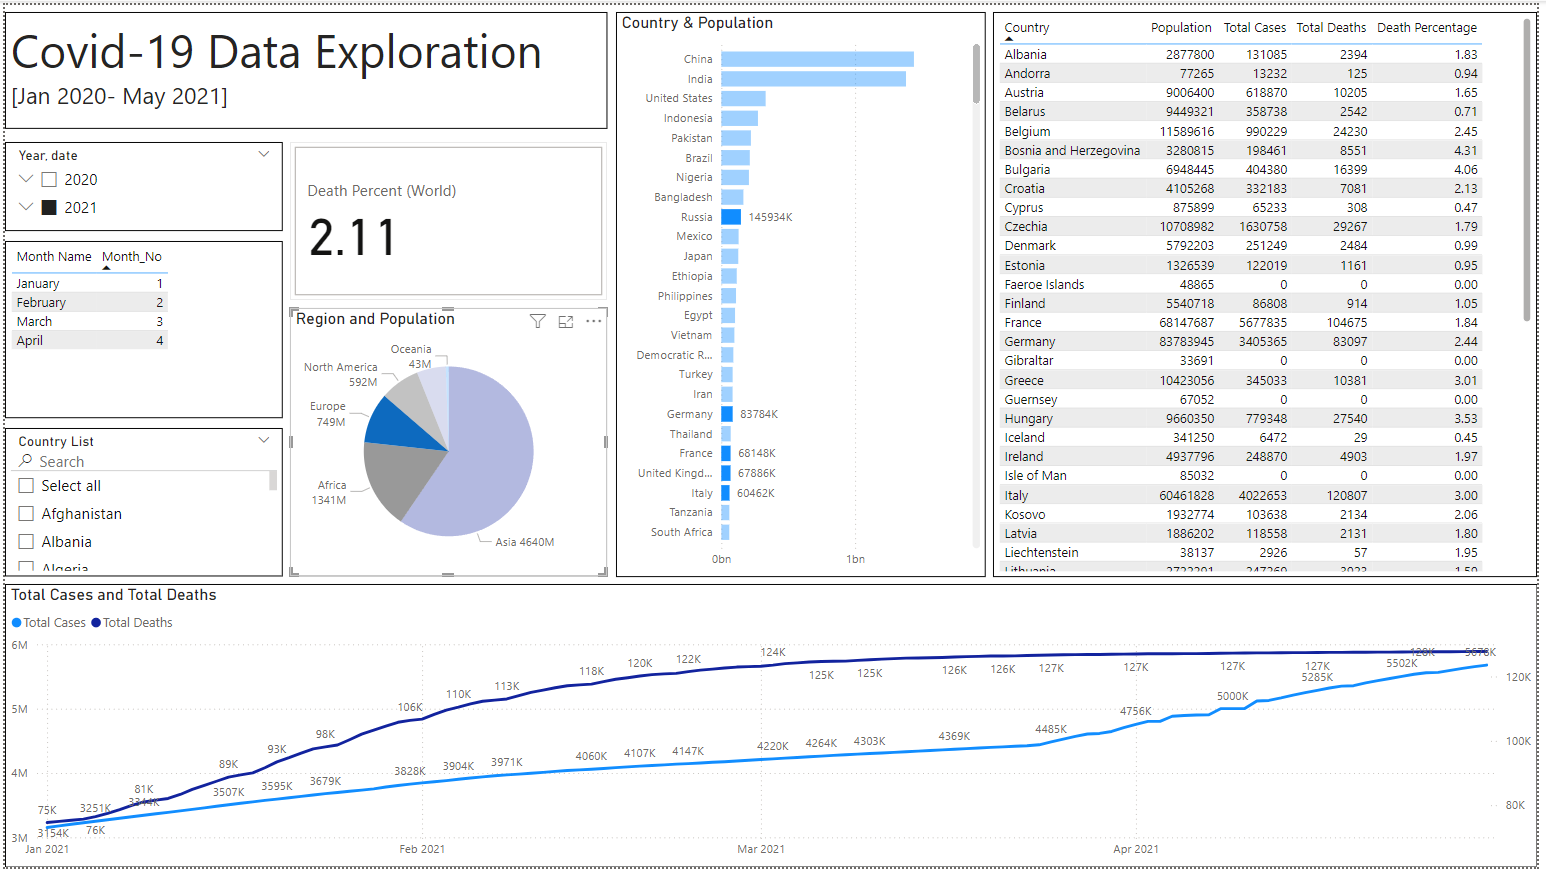 Covid-19 Data Exploration
[Jan 2020- May 2021]
Year, date
2020
2021
Death Percent (World)
2.11
Month Name Month_No
January 1
February 2
March 3
April 4
Country List
Search
Select all
Afghanistan
Albania
Algeria
Region and Population
Oceania
43M
North America
592M
Europe
749M
Africa
1341M
Asia 4640M
Country & Population
China
India
United States
Indonesia
Pakistan
Brazil
Nigeria
Bangladesh
Russia 145934K
Mexico
Japan
Ethiopia
Philippines
Egypt
Vietnam
Democratic R...
Turkey
Iran
Germany 83784K
Thailand
France 68148K
United Kingd... 67886K
Italy 60462K
Tanzania
South Africa
0bn 1bn
Country Population Total Cases Total Deaths Death Percentage
Albania 2877800 131085 2394 1.83
Andorra 77265 13232 125 0.94
Austria 9006400 618870 10205 1.65
Belarus 9449321 358738 2542 0.71
Belgium 11589616 990229 24230 2.45
Bosnia and Herzegovina 3280815 198461 8551 4.31
Bulgaria 6948445 404380 16399 4.06
Croatia 4105268 332183 7081 2.13
Cyprus 875899 65233 308 0.47
Czechia 10708982 1630758 29267 1.79
Denmark 5792203 251249 2484 0.99
Estonia 1326539 122019 1161 0.95
Faeroe Islands 48865 0 0 0.00
Finland 5540718 86808 914 1.05
France 68147687 5677835 104675 1.84
Germany 83783945 3405365 83097 2.44
Gibraltar 33691 0 0 0.00
Greece 10423056 345033 10381 3.01
Guernsey 67052 0 0 0.00
Hungary 9660350 779348 27540 3.53
Iceland 341250 6472 29 0.45
Ireland 4937796 248870 4903 1.97
Isle of Man 85032 0 0 0.00
Italy 60461828 4022653 120807 3.00
Kosovo 1932774 103638 2134 2.06
Latvia 1886202 118558 2131 1.80
Liechtenstein 38137 2926 57 1.95
Lithuania 2722291 247269 3923 1.59
Total Cases and Total Deaths
Total Cases Total Deaths
6M
5M
4M
3M
120K
100K
80K
75K 81K 89K 93K 98K 106K 110K 113K 118K 120K 122K 124K 125K 125K 126K 126K 127K 127K 127K 127K 128K
76K
3154K 3251K 3344K 3507K 3595K 3679K 3828K 3904K 3971K 4060K 4107K 4147K 4220K 4264K 4303K 4369K 4485K 4756K 5000K 5285K 5502K 5678K
Jan 2021 Feb 2021 Mar 2021 Apr 2021